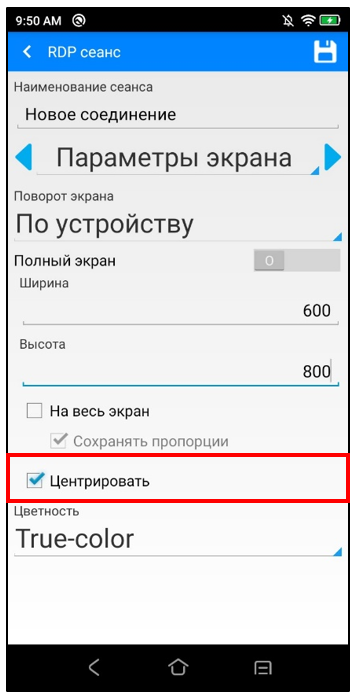 9:50 AM
RDP сеанс
Наименование сеанса
Новое соединение
Параметры экрана
Поворот экрана
По устройству
Полный экран O
Ширина
600
Высота
800
На весь экран
Сохранять пропорции
Центрировать
Цветность
True-color